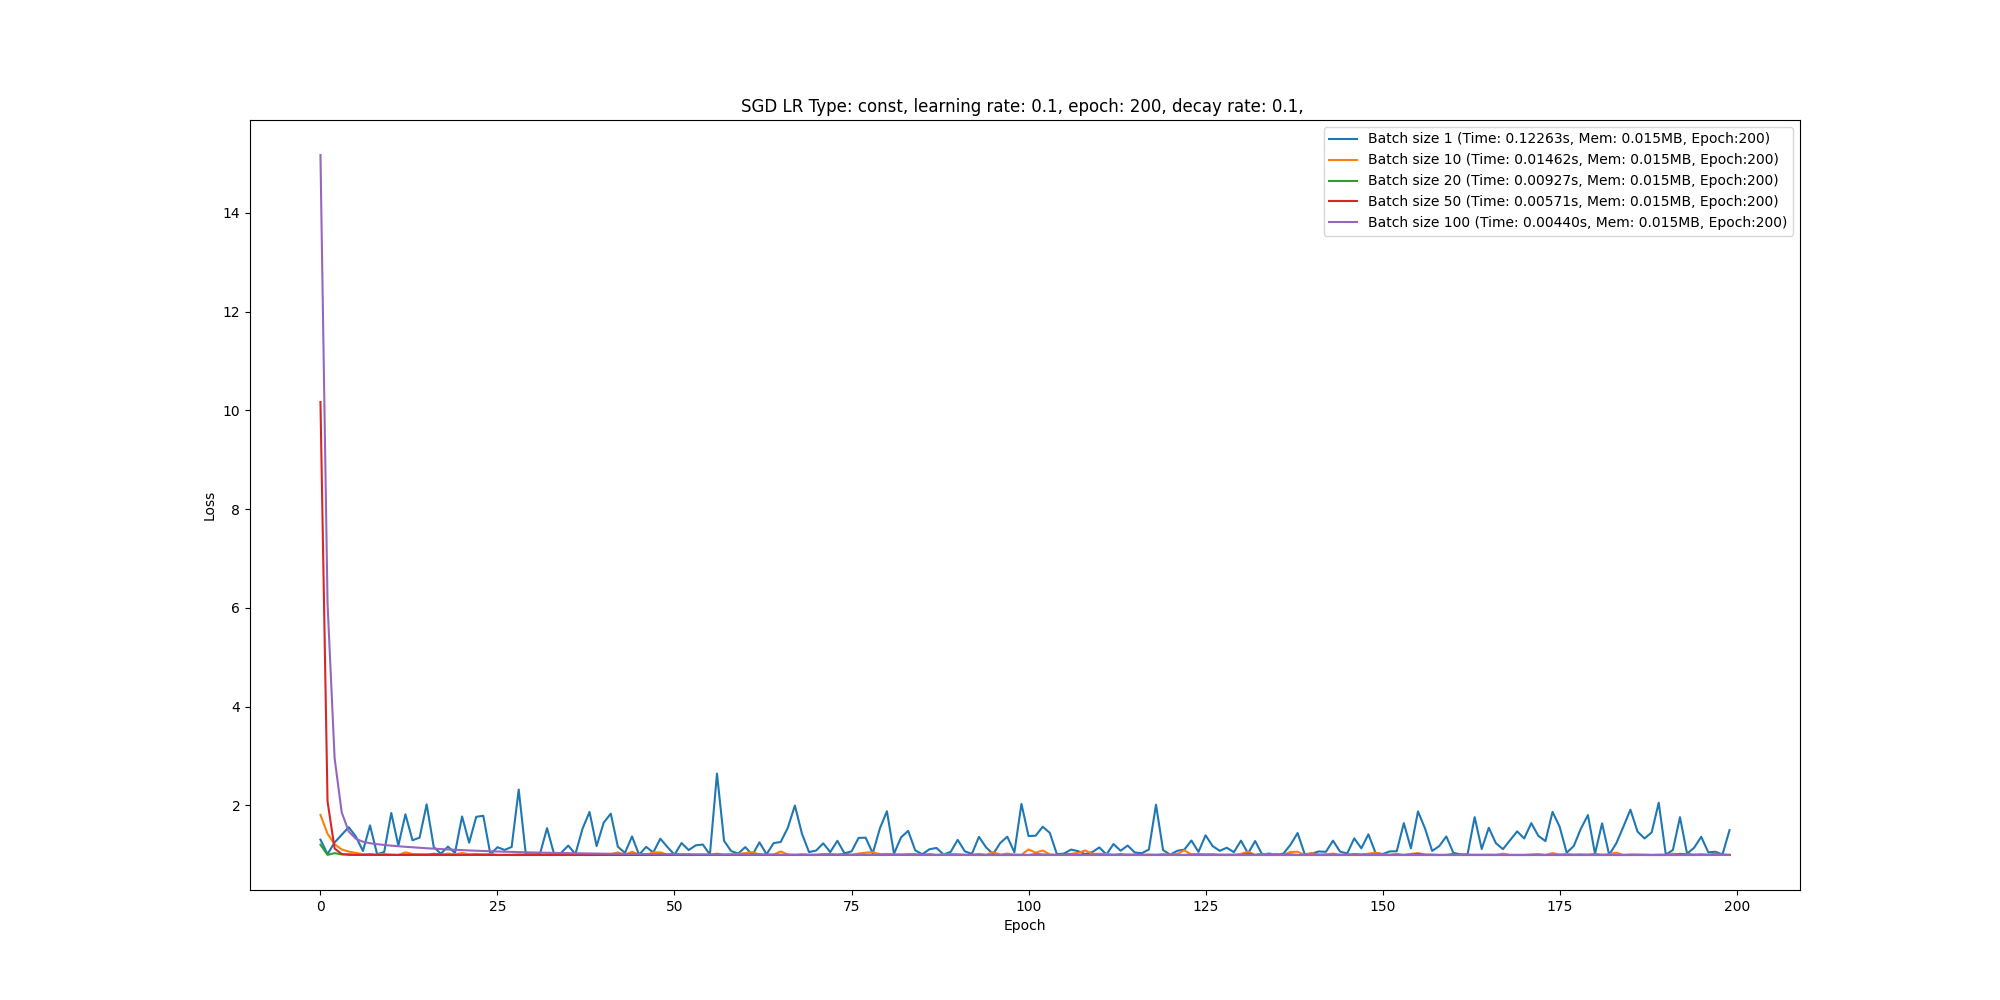 SGD LR Type: const, learning rate: 0.1, epoch: 200, decay rate: 0.1,
Batch size 1 (Time: 0.12263s, Mem: 0.015MB, Epoch:200)
Batch size 10 (Time: 0.01462s, Mem: 0.015MB, Epoch:200)
Batch size 20 (Time: 0.00927s, Mem: 0.015MB, Epoch:200)
Batch size 50 (Time: 0.00571s, Mem: 0.015MB, Epoch:200)
Batch size 100 (Time: 0.00440s, Mem: 0.015MB, Epoch:200)
14
12
10
8
6
4
2
Loss
0 25 50 75 100 125 150 175 200
Epoch